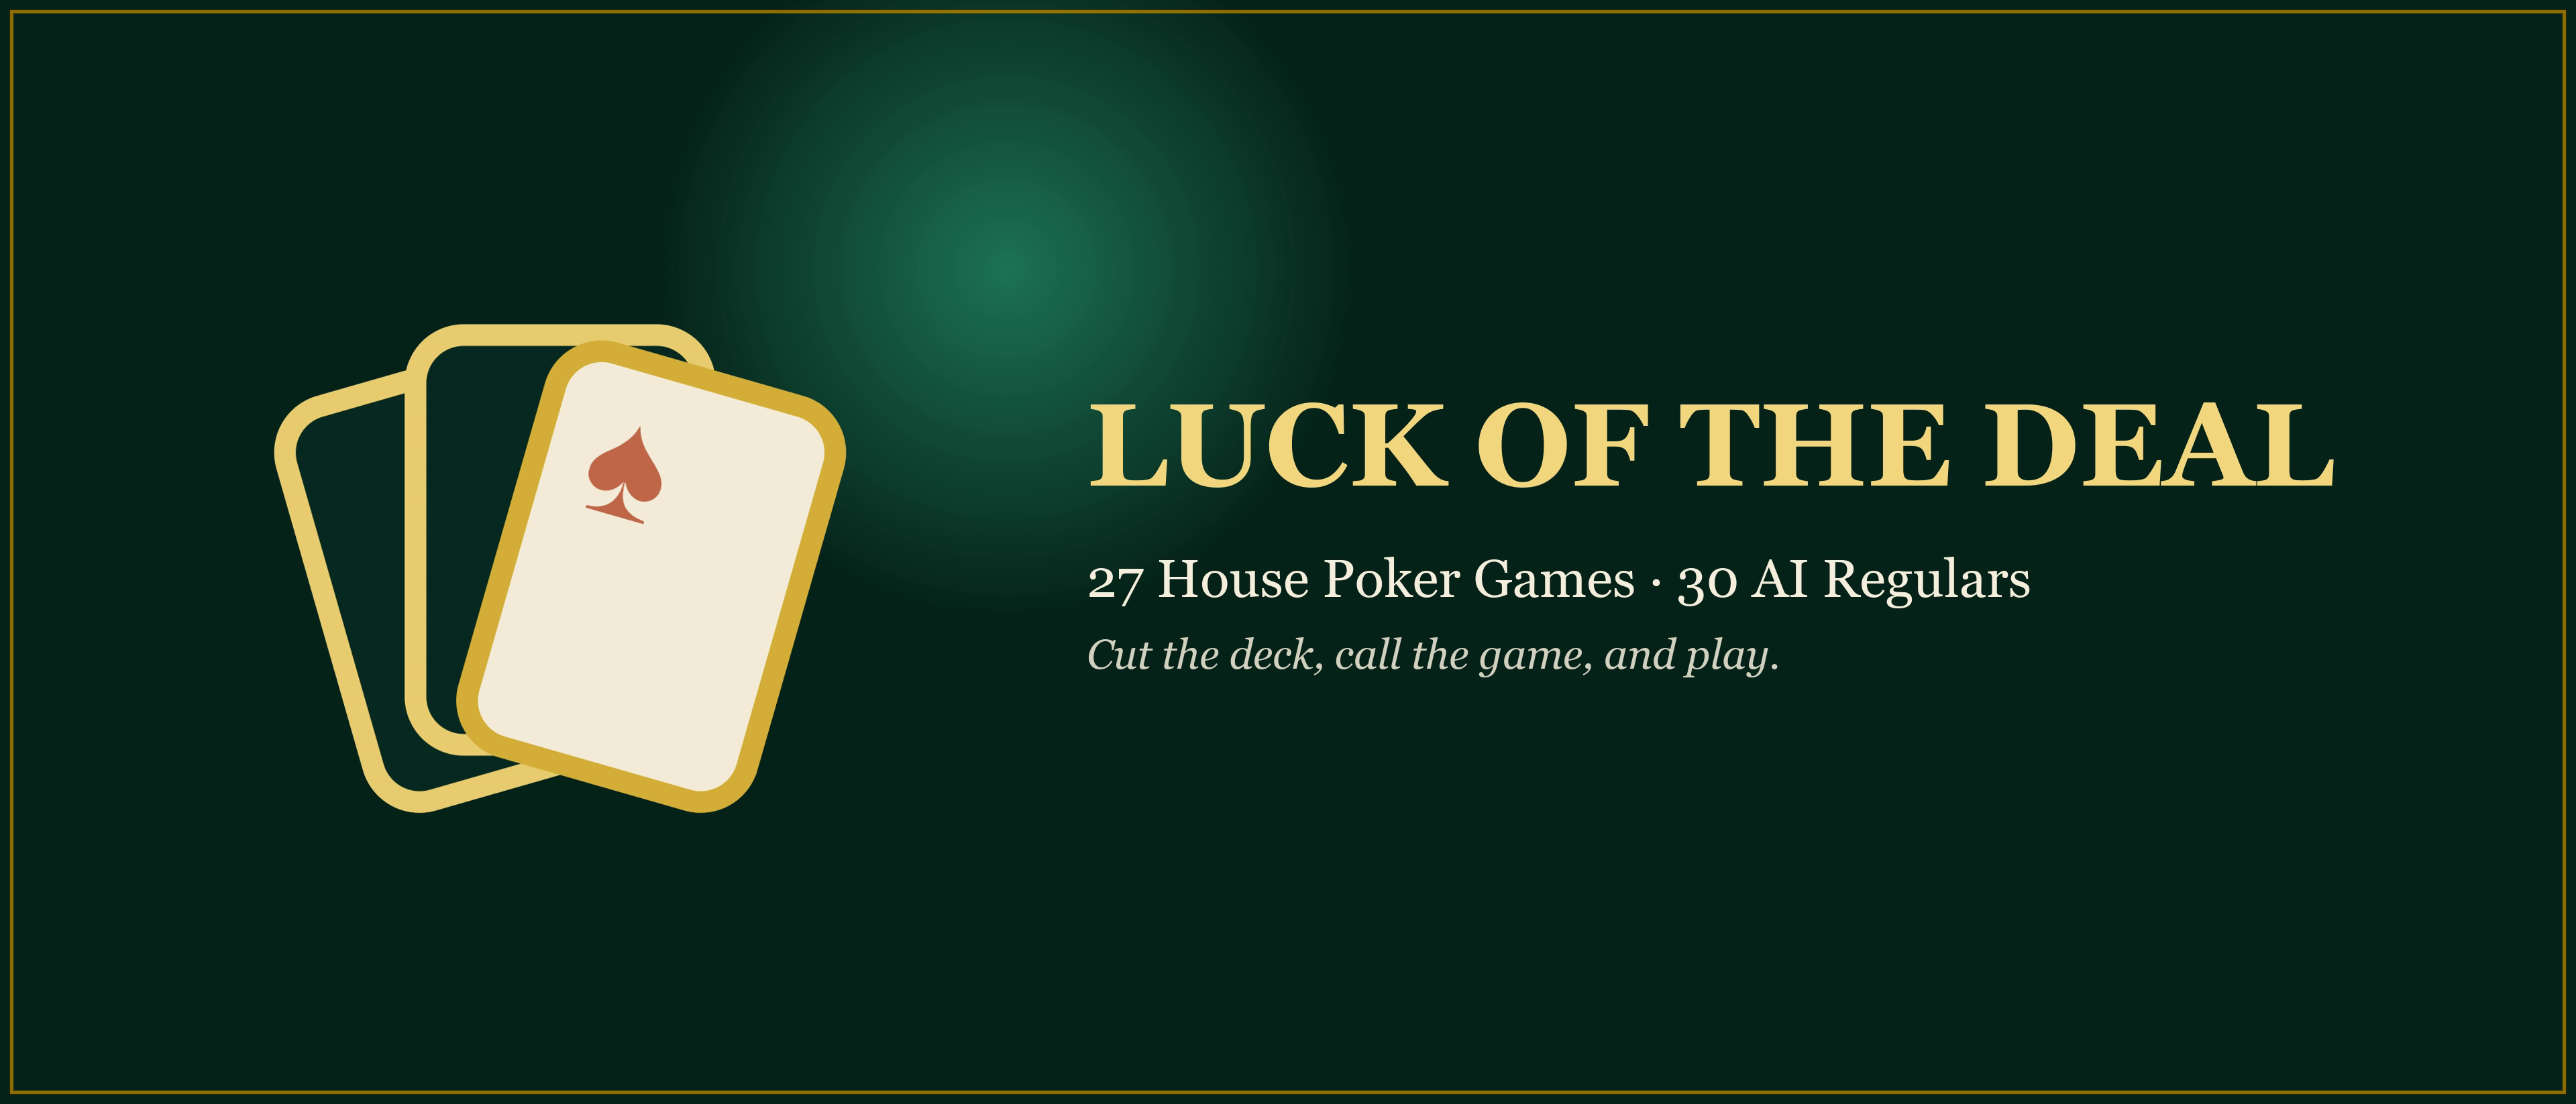 LUCK OF THE DEAL
27 House Poker Games · 30 AI Regulars
Cut the deck, call the game, and play.